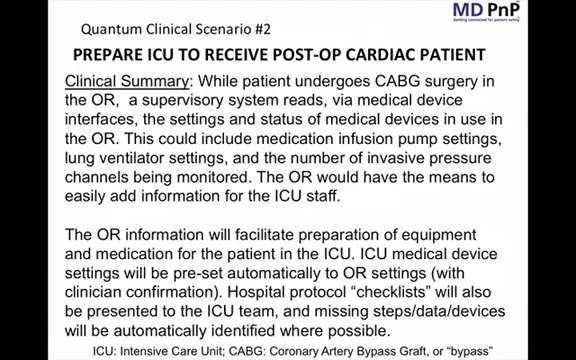 Quantum Clinical Scenario #2
MD PnP
Getting connected for patient safety
PREPARE ICU TO RECEIVE POST-OP CARDIAC PATIENT
Clinical Summary: While patient undergoes CABG surgery in
the OR, a supervisory system reads, via medical device
interfaces, the settings and status of medical devices in use in
the OR. This could include medication infusion pump settings,
lung ventilator settings, and the number of invasive pressure
channels being monitored. The OR would have the means to
easily add information for the ICU staff.
The OR information will facilitate preparation of equipment
and medication for the patient in the ICU. ICU medical device
settings will be pre-set automatically to OR settings (with
clinician confirmation). Hospital protocol “checklists” will also
be presented to the ICU team, and missing steps/data/devices
will be automatically identified where possible.
ICU: Intensive Care Unit; CABG: Coronary Artery Bypass Graft, or “bypass”